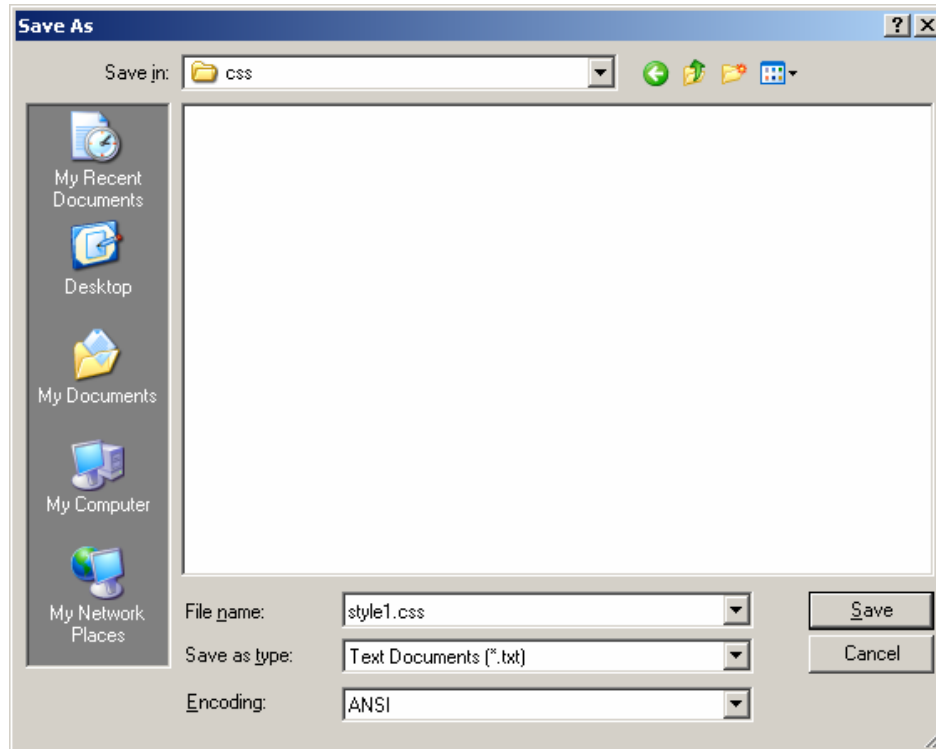 Save As
Save in:
css
My Recent
Documents
Desktop
My Documents
My Computer
My Network
Places
File name:
style1.css
Save
Save as type:
Text Documents (*.txt)
Cancel
Encoding:
ANSI